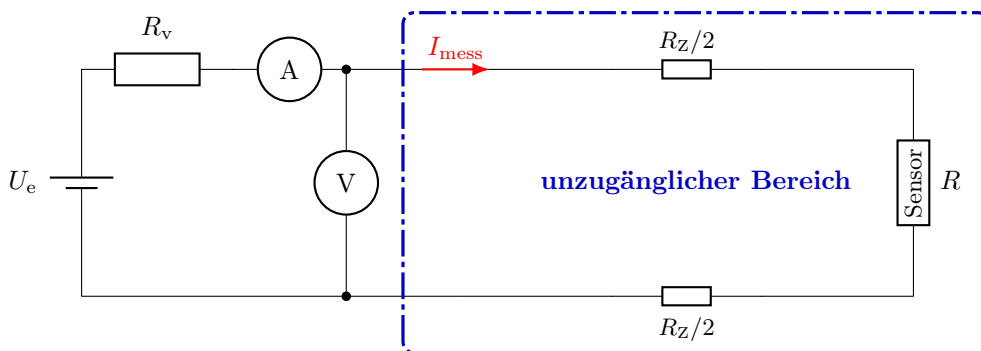 R_v
A
I_mess
R_Z/2
U_e
V
unzugänglicher Bereich
Sensor
R
R_Z/2